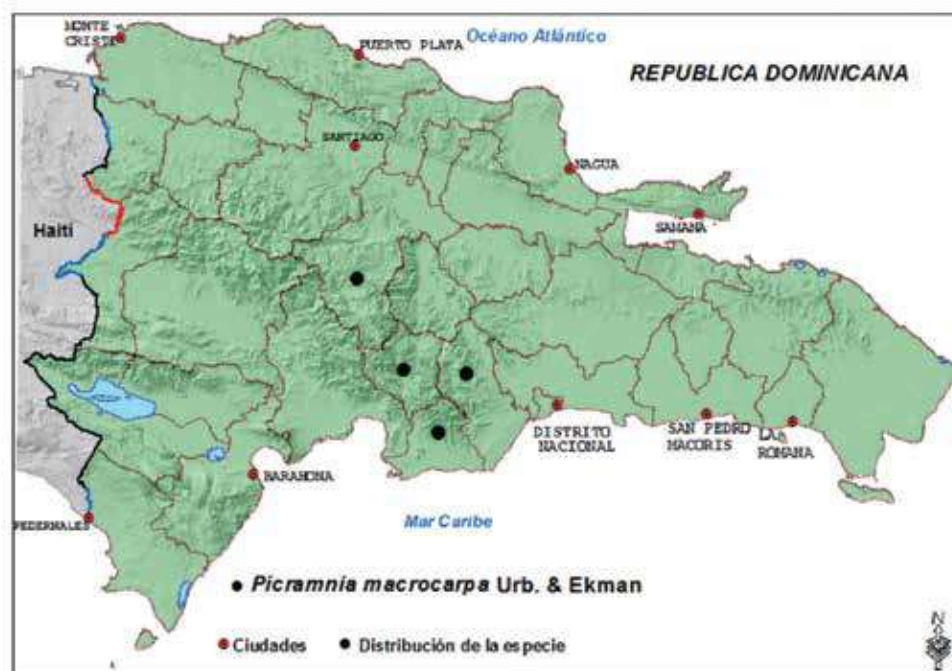 MONTE
CRISTI
PUERTO PLATA
Océano Atlántico
REPUBLICA DOMINICANA
SANTIAGO
NAGUA
SAMANA
Haití
DISTRITO
NACIONAL
SAN PEDRO
MACORIS
LA
ROMANA
BARAHONA
PEDERNALES
Mar Caribe
Picramnia macrocarpa Urb. & Ekman
Ciudades
Distribución de la especie
N